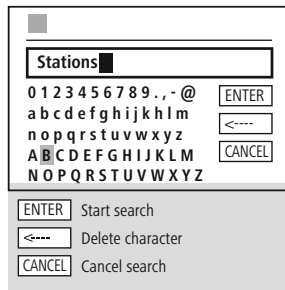 Stations
0 1 2 3 4 5 6 7 8 9 . , - @ ENTER
a b c d e f g h i j k h l m <----
n o p q r s t u v w x y z
A B C D E F G H I J K L M CANCEL
N O P Q R S T U V W X Y Z
ENTER Start search
<---- Delete character
CANCEL Cancel search